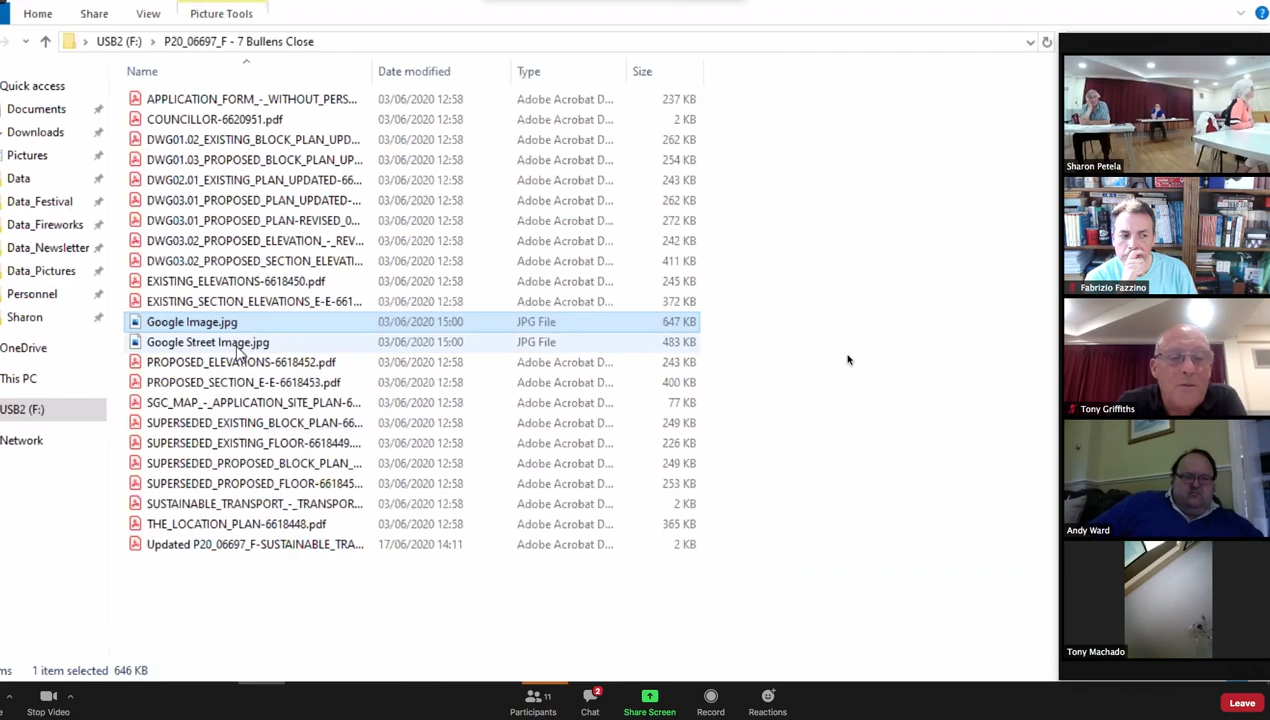 Home Share View Picture Tools
USB2 (F:) P20_06697_F - 7 Bullens Close
Name Date modified Type Size
Quick access
Documents
Downloads
Pictures
Data
Data_Festival
Data_Fireworks
Data_Newsletter
Data_Pictures
Personnel
Sharon
OneDrive
This PC
USB2 (F:)
Network
APPLICATION_FORM_-_WITHOUT_PERS... 03/06/2020 12:58 Adobe Acrobat D... 237 KB
COUNCILLOR-6620951.pdf 03/06/2020 12:58 Adobe Acrobat D... 2 KB
DWG01.02_EXISTING_BLOCK_PLAN_UPD... 03/06/2020 12:58 Adobe Acrobat D... 262 KB
DWG01.03_PROPOSED_BLOCK_PLAN_UP... 03/06/2020 12:58 Adobe Acrobat D... 254 KB
DWG02.01_EXISTING_PLAN_UPDATED-66... 03/06/2020 12:58 Adobe Acrobat D... 243 KB
DWG03.01_PROPOSED_PLAN_UPDATED-... 03/06/2020 12:58 Adobe Acrobat D... 246 KB
DWG03.01_PROPOSED_PLAN-REVISED_0... 03/06/2020 12:58 Adobe Acrobat D... 272 KB
DWG03.02_PROPOSED_ELEVATION_-_REV... 03/06/2020 12:58 Adobe Acrobat D... 242 KB
DWG03.02_PROPOSED_SECTION_ELEVATI... 03/06/2020 12:58 Adobe Acrobat D... 411 KB
EXISTING_ELEVATIONS-6618450.pdf 03/06/2020 12:58 Adobe Acrobat D... 245 KB
EXISTING_SECTION_ELEVATIONS_E-E-661... 03/06/2020 12:58 Adobe Acrobat D... 372 KB
Google Image.jpg 03/06/2020 15:00 JPG File 647 KB
Google Street Image.jpg 03/06/2020 15:00 JPG File 483 KB
PROPOSED_ELEVATIONS-6618452.pdf 03/06/2020 12:58 Adobe Acrobat D... 243 KB
PROPOSED_SECTION_E-E-6618453.pdf 03/06/2020 12:58 Adobe Acrobat D... 400 KB
SGC_MAP_-_APPLICATION_SITE_PLAN-6... 03/06/2020 12:58 Adobe Acrobat D... 77 KB
SUPERSEDED_EXISTING_BLOCK_PLAN-66... 03/06/2020 12:58 Adobe Acrobat D... 249 KB
SUPERSEDED_EXISTING_FLOOR-6618449.... 03/06/2020 12:58 Adobe Acrobat D... 226 KB
SUPERSEDED_PROPOSED_BLOCK_PLAN_... 03/06/2020 12:58 Adobe Acrobat D... 249 KB
SUPERSEDED_PROPOSED_FLOOR-661845... 03/06/2020 12:58 Adobe Acrobat D... 253 KB
SUSTAINABLE_TRANSPORT_-_TRANSPOR... 03/06/2020 12:58 Adobe Acrobat D... 2 KB
THE_LOCATION_PLAN-6618448.pdf 03/06/2020 12:58 Adobe Acrobat D... 365 KB
Updated P20_06697_F-SUSTAINABLE_TRA... 17/06/2020 14:11 Adobe Acrobat D... 2 KB
ms 1 item selected 646 KB
Sharon Petela
Fabrizio Fazzino
Tony Griffiths
Andy Ward
Tony Machado
Stop Video Participants 11 Chat 2 Share Screen Record Reactions Leave